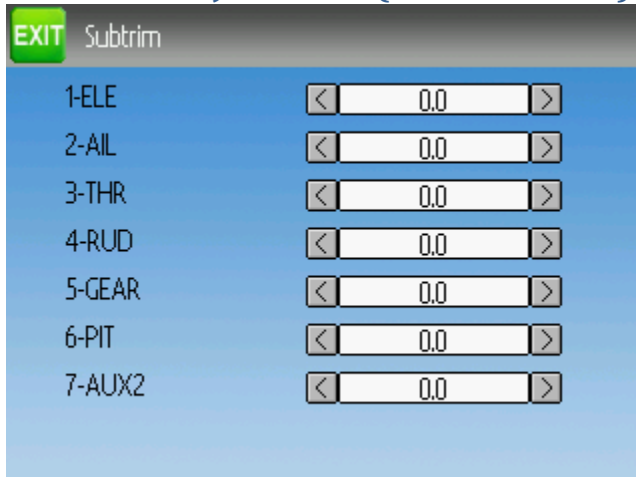 EXIT Subtrim
1-ELE < 0.0 >
2-AIL < 0.0 >
3-THR < 0.0 >
4-RUD < 0.0 >
5-GEAR < 0.0 >
6-PIT < 0.0 >
7-AUX2 < 0.0 >